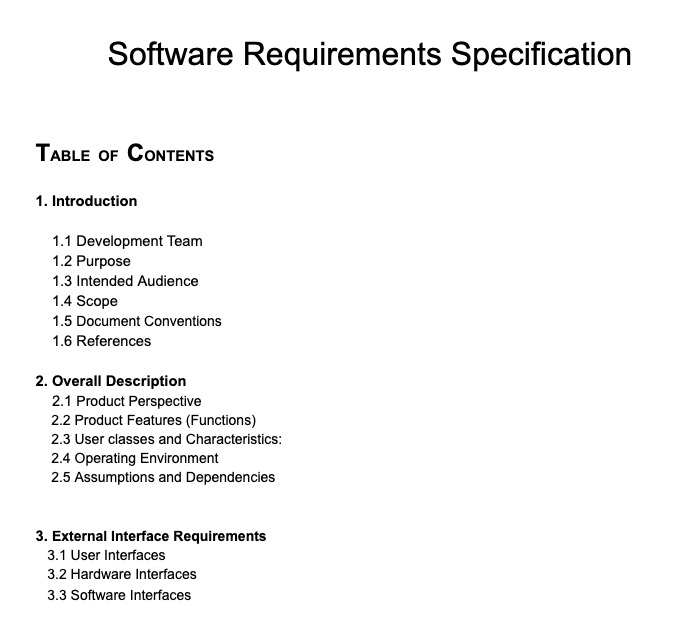 Software Requirements Specification
TABLE OF CONTENTS
1. Introduction
1.1 Development Team
1.2 Purpose
1.3 Intended Audience
1.4 Scope
1.5 Document Conventions
1.6 References
2. Overall Description
2.1 Product Perspective
2.2 Product Features (Functions)
2.3 User classes and Characteristics:
2.4 Operating Environment
2.5 Assumptions and Dependencies
3. External Interface Requirements
3.1 User Interfaces
3.2 Hardware Interfaces
3.3 Software Interfaces